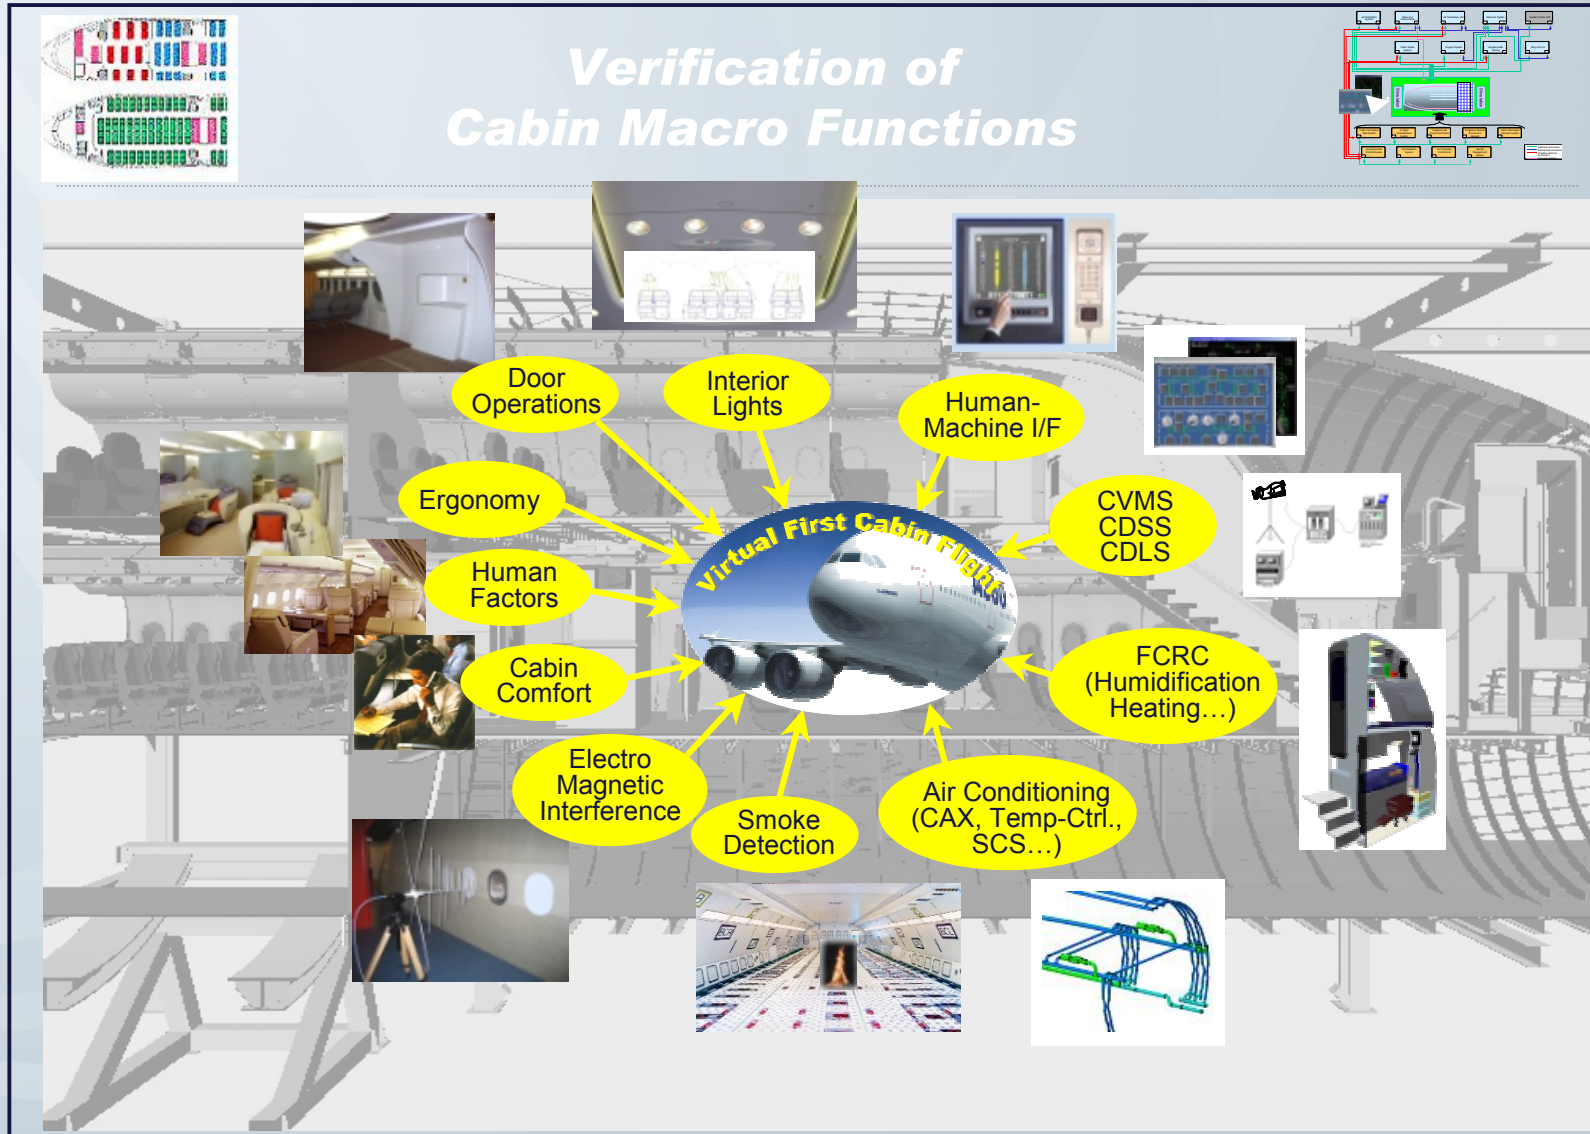 Verification of
Cabin Macro Functions
Door
Operations
Interior
Lights
Human-
Machine I/F
Ergonomy
CVMS
CDSS
CDLS
Virtual First Cabin Flight
Human
Factors
Cabin
Comfort
FCRC
(Humidification
Heating…)
Electro
Magnetic
Interference
Smoke
Detection
Air Conditioning
(CAX, Temp-Ctrl.,
SCS…)